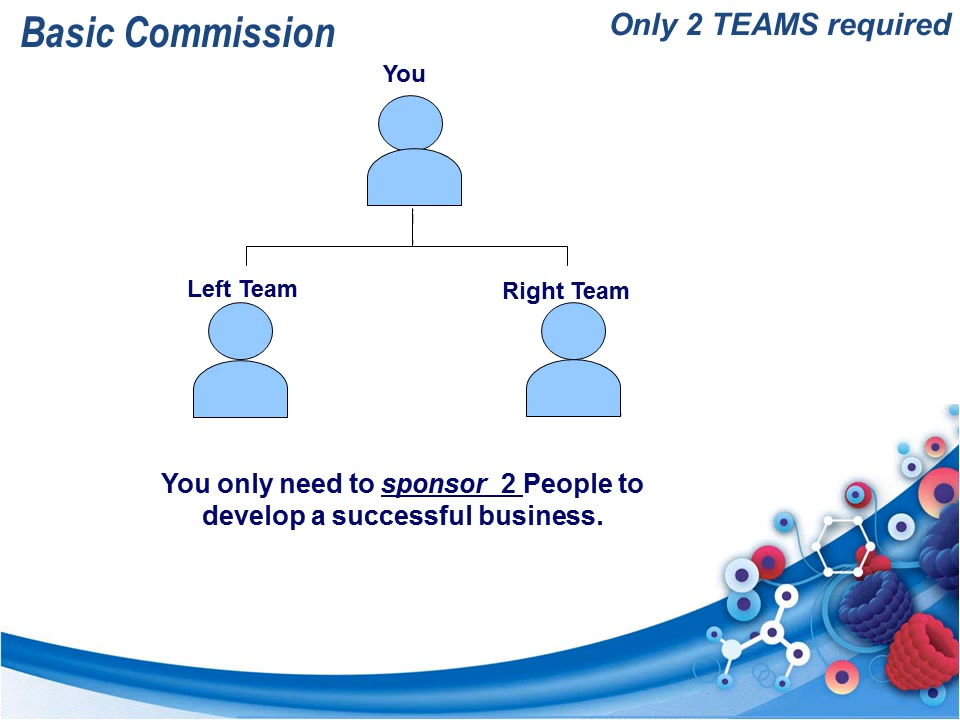 Basic Commission
Only 2 TEAMS required
You
Left Team
Right Team
You only need to sponsor 2 People to
develop a successful business.